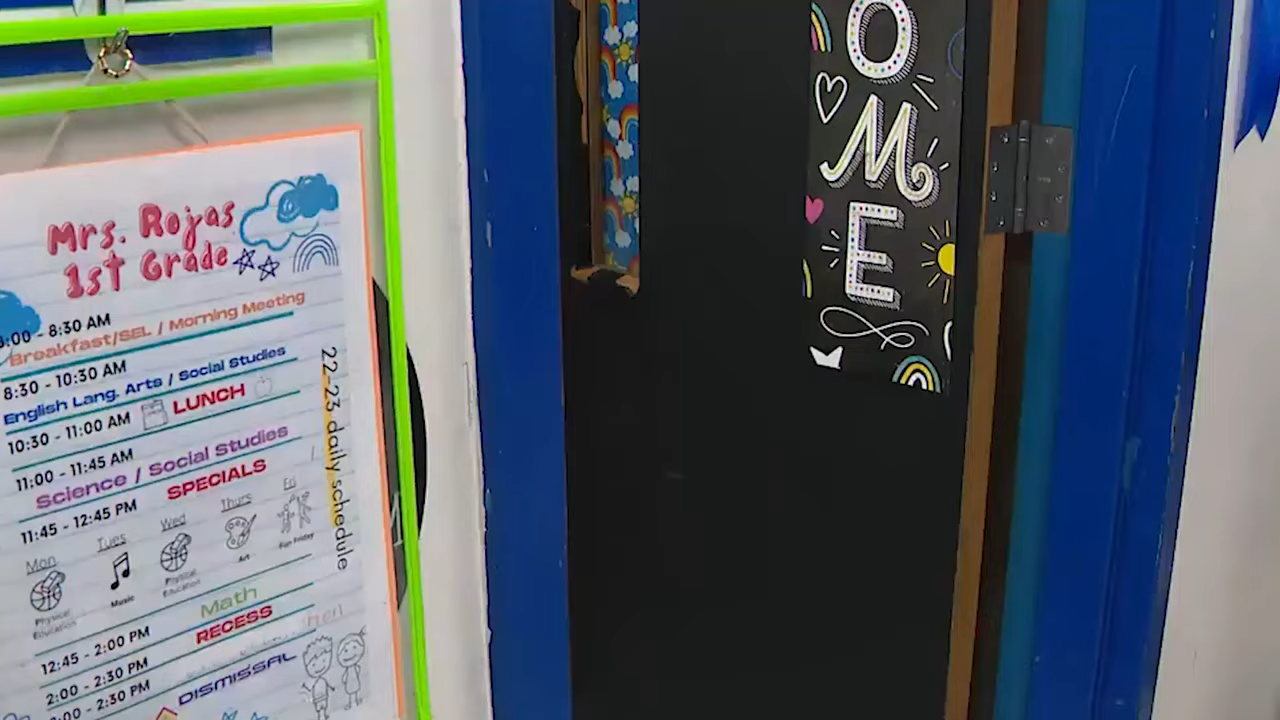 Mrs. Rojas
1st Grade
:00 - 8:30 AM
Breakfast/SEL / Morning Meeting
8:30 - 10:30 AM
English Lang. Arts / Social Studies
10:30 - 11:00 AM
LUNCH
11:00 - 11:45 AM
Science / Social Studies
11:45 - 12:45 PM
SPECIALS
Mon
Tues
Wed
Thurs
Fri
Physical
Education
Music
Physical
Education
Art
Fun Friday
Math
12:45 - 2:00 PM
RECESS
2:00 - 2:30 PM
:00 - 2:30 PM
DISMISSAL
22-23 daily schedule
OME